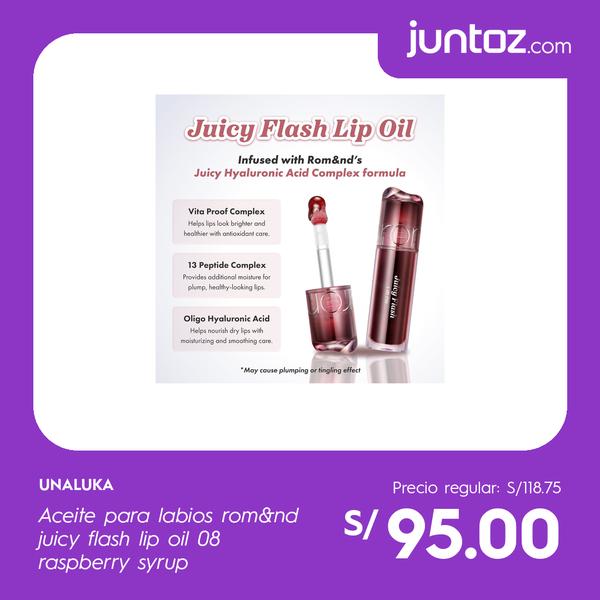 juntoz.com
Juicy Flash Lip Oil
Infused with Rom&nd's
Juicy Hyaluronic Acid Complex formula
Vita Proof Complex
Helps lips look brighter and
healthier with antioxidant care.
13 Peptide Complex
Provides additional moisture for
plump, healthy-looking lips.
Oligo Hyaluronic Acid
Helps nourish dry lips with
moisturizing and smoothing care.
Juicy Flash
*May cause plumping or tingling effect
UNALUKA
Aceite para labios rom&nd
juicy flash lip oil 08
raspberry syrup
Precio regular: S/118.75
S/ 95.00